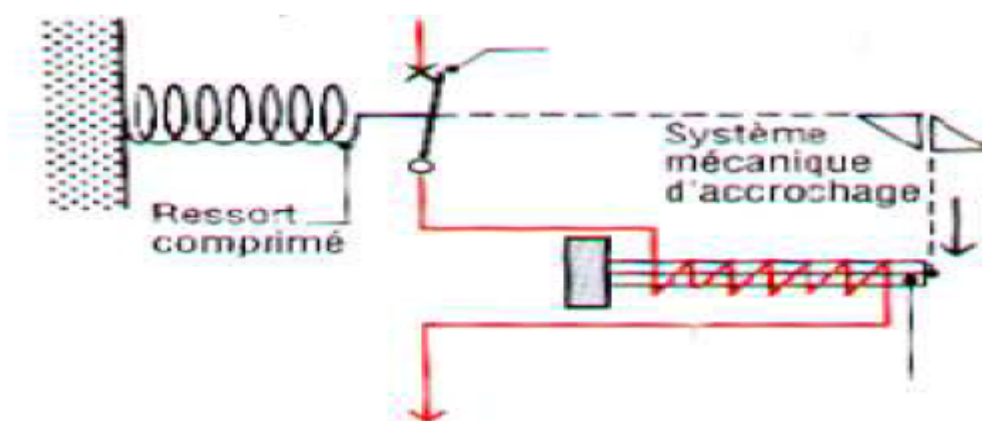 Système
mécanique
d'accrochage
Ressort
comprimé